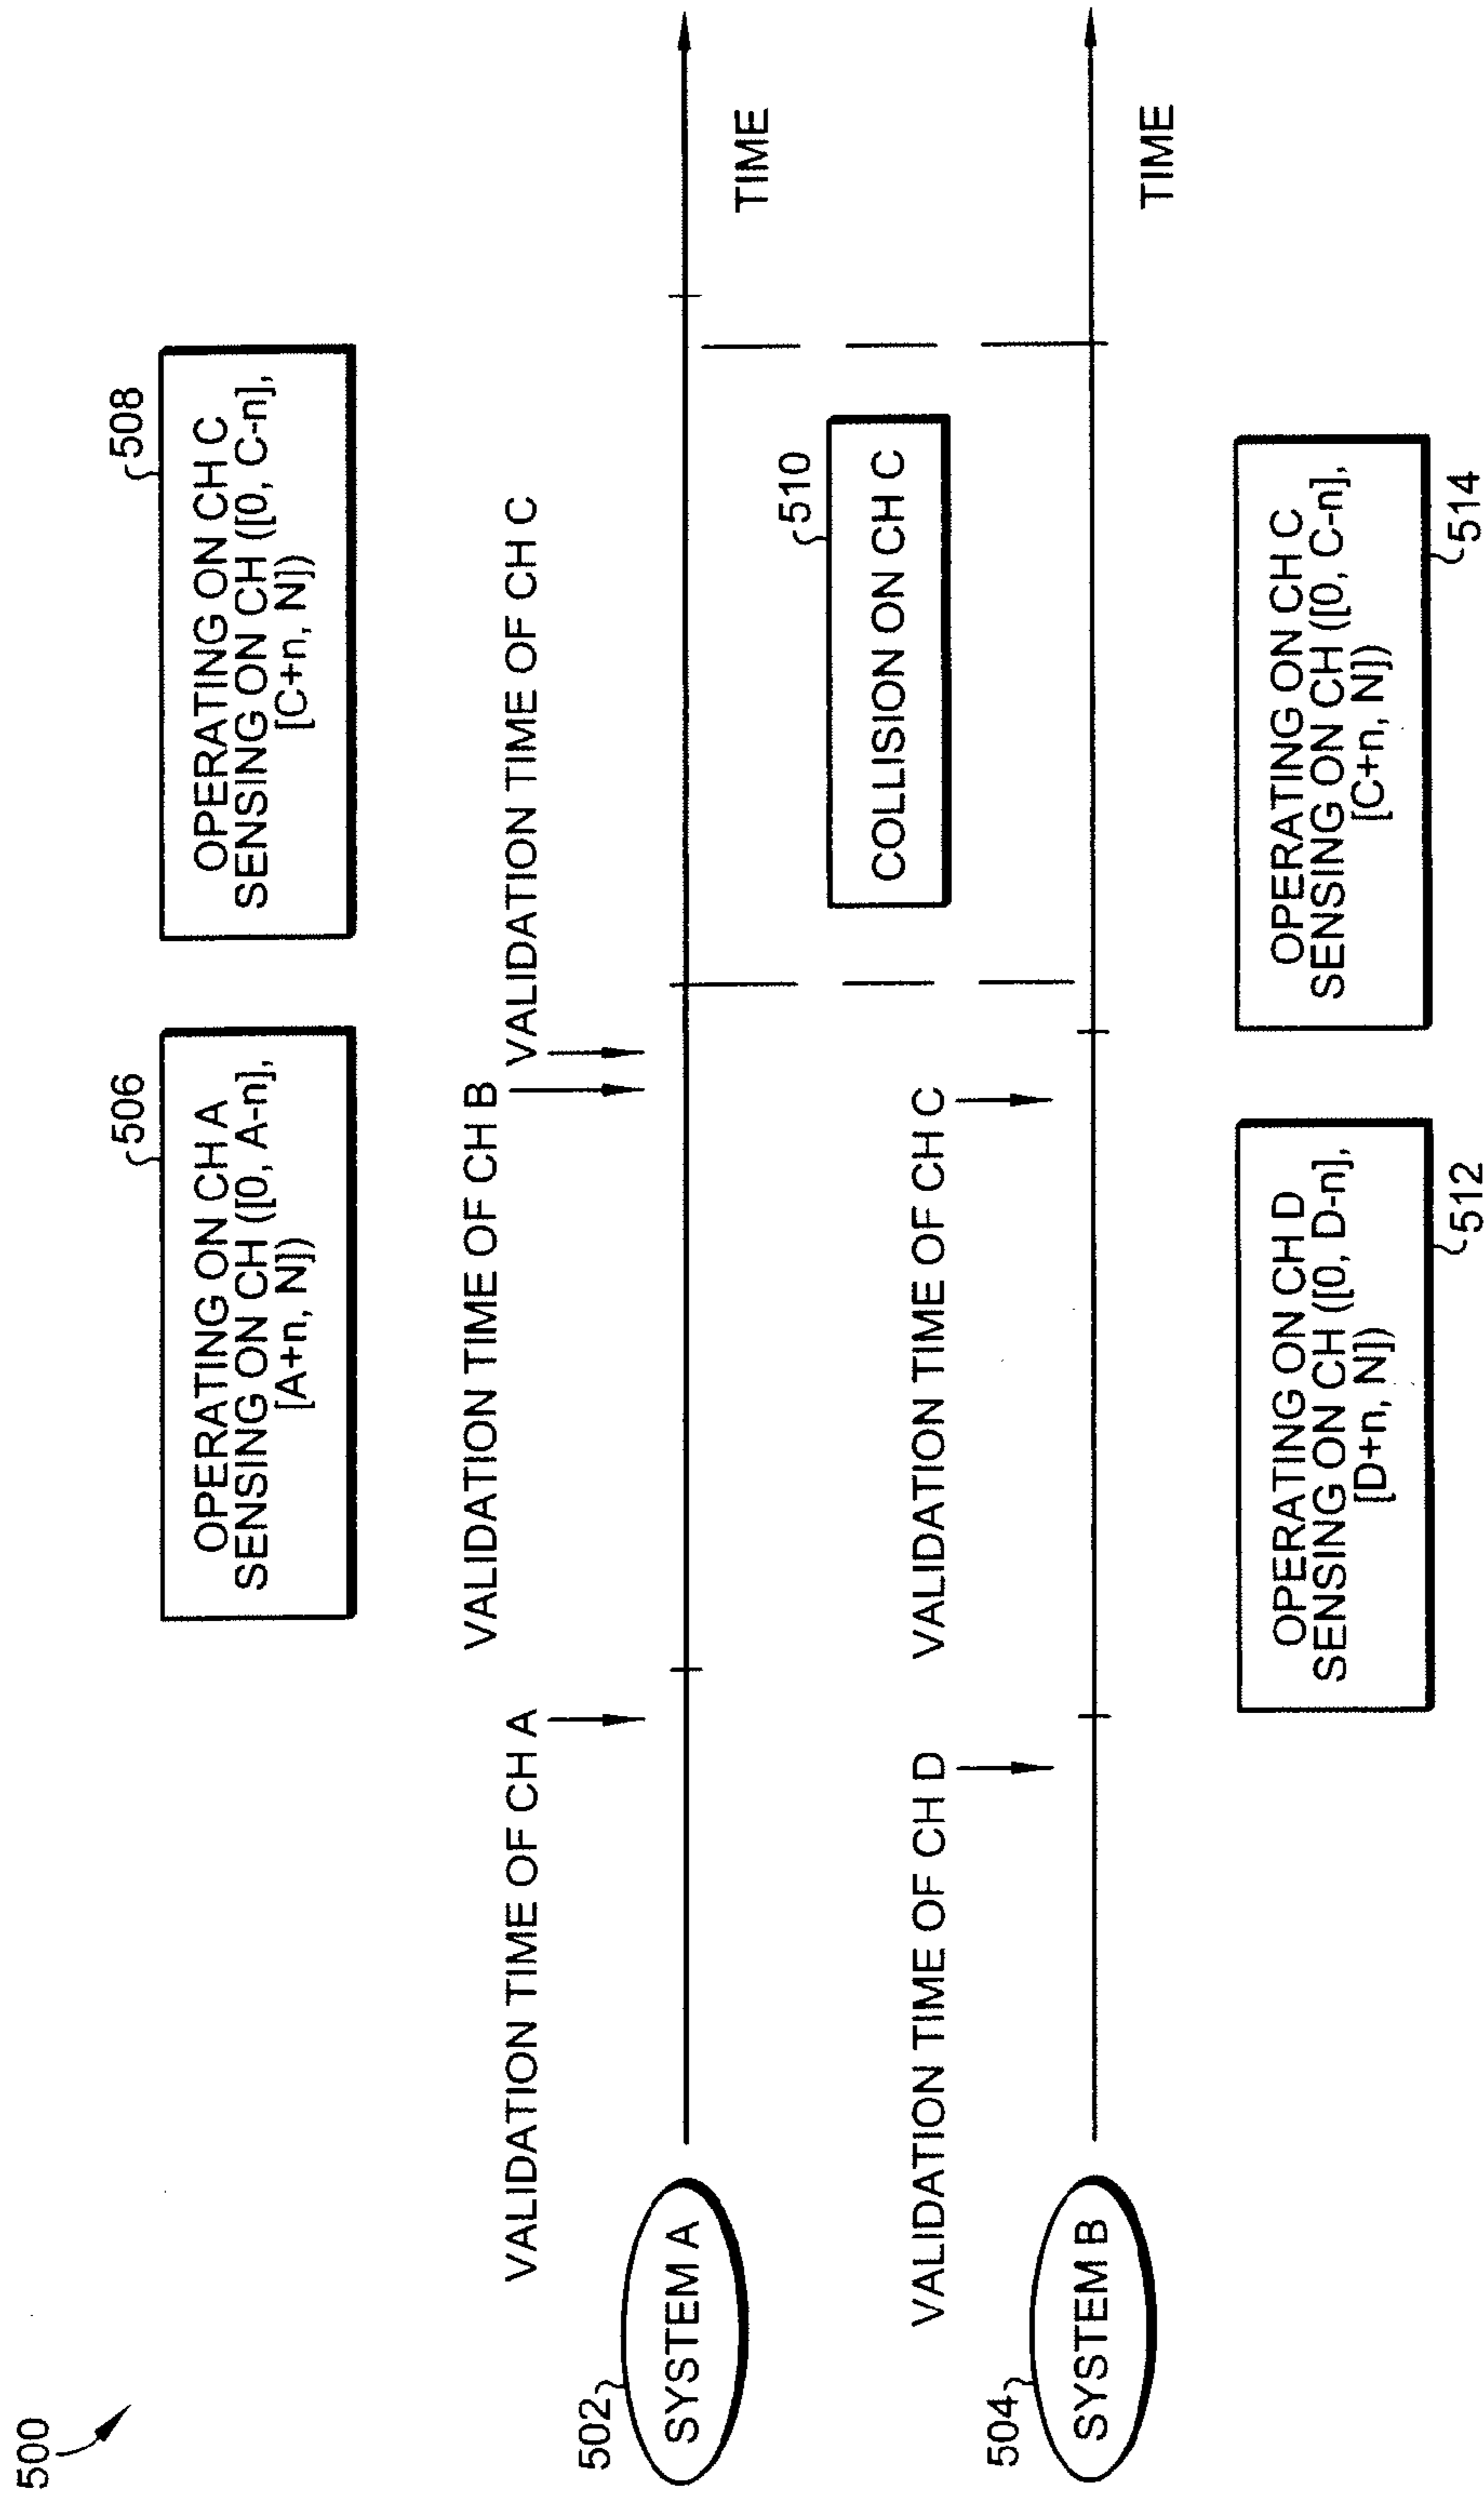 500
506
OPERATING ON CH A
SENSING ON CH ([0, A-n],
[A+n, N])
508
OPERATING ON CH C
SENSING ON CH ([0, C-n],
[C+n, N])
VALIDATION TIME OF CH A
VALIDATION TIME OF CH B
VALIDATION TIME OF CH C
502
SYSTEM A
TIME
510
COLLISION ON CH C
VALIDATION TIME OF CH D
VALIDATION TIME OF CH C
504
SYSTEM B
TIME
OPERATING ON CH D
SENSING ON CH ([0, D-n],
[D+n, N])
512
OPERATING ON CH C
SENSING ON CH ([0, C-n],
[C+n, N])
514